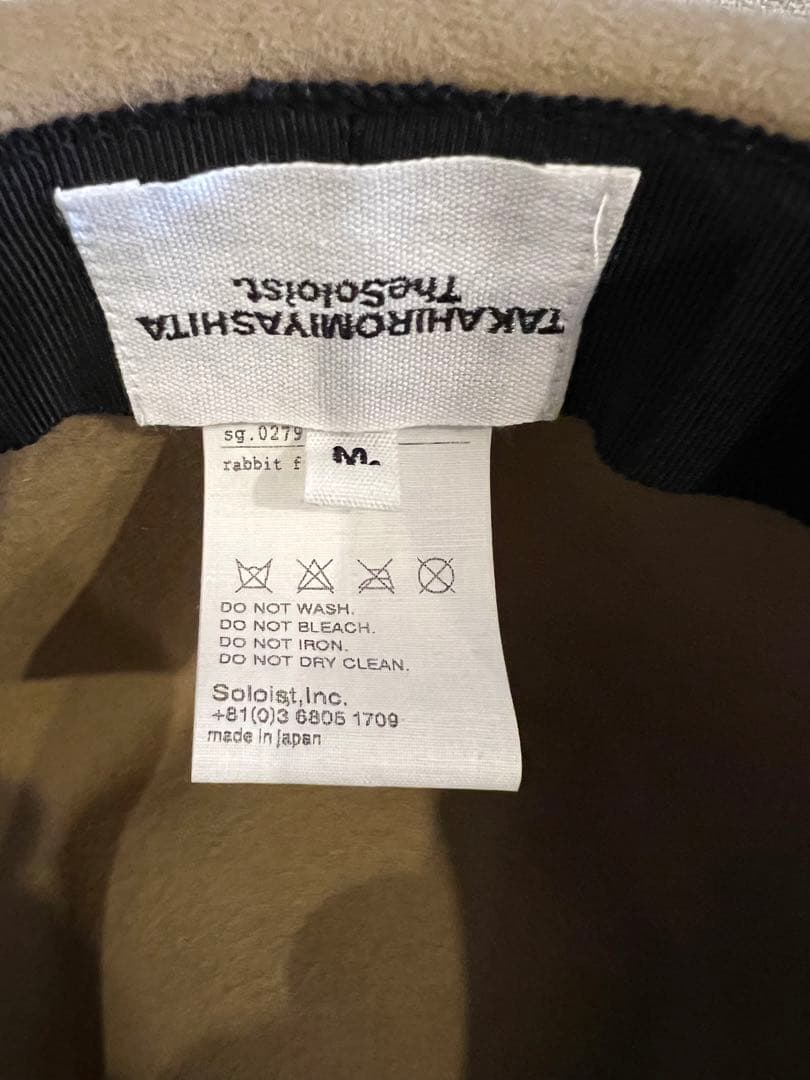 TAKAHIROMIYASHITA
TheSoloist.
sg.0279
rabbit f
M.
DO NOT WASH.
DO NOT BLEACH.
DO NOT IRON.
DO NOT DRY CLEAN.
Soloist,Inc.
+81(0)3 6805 1709
made in japan